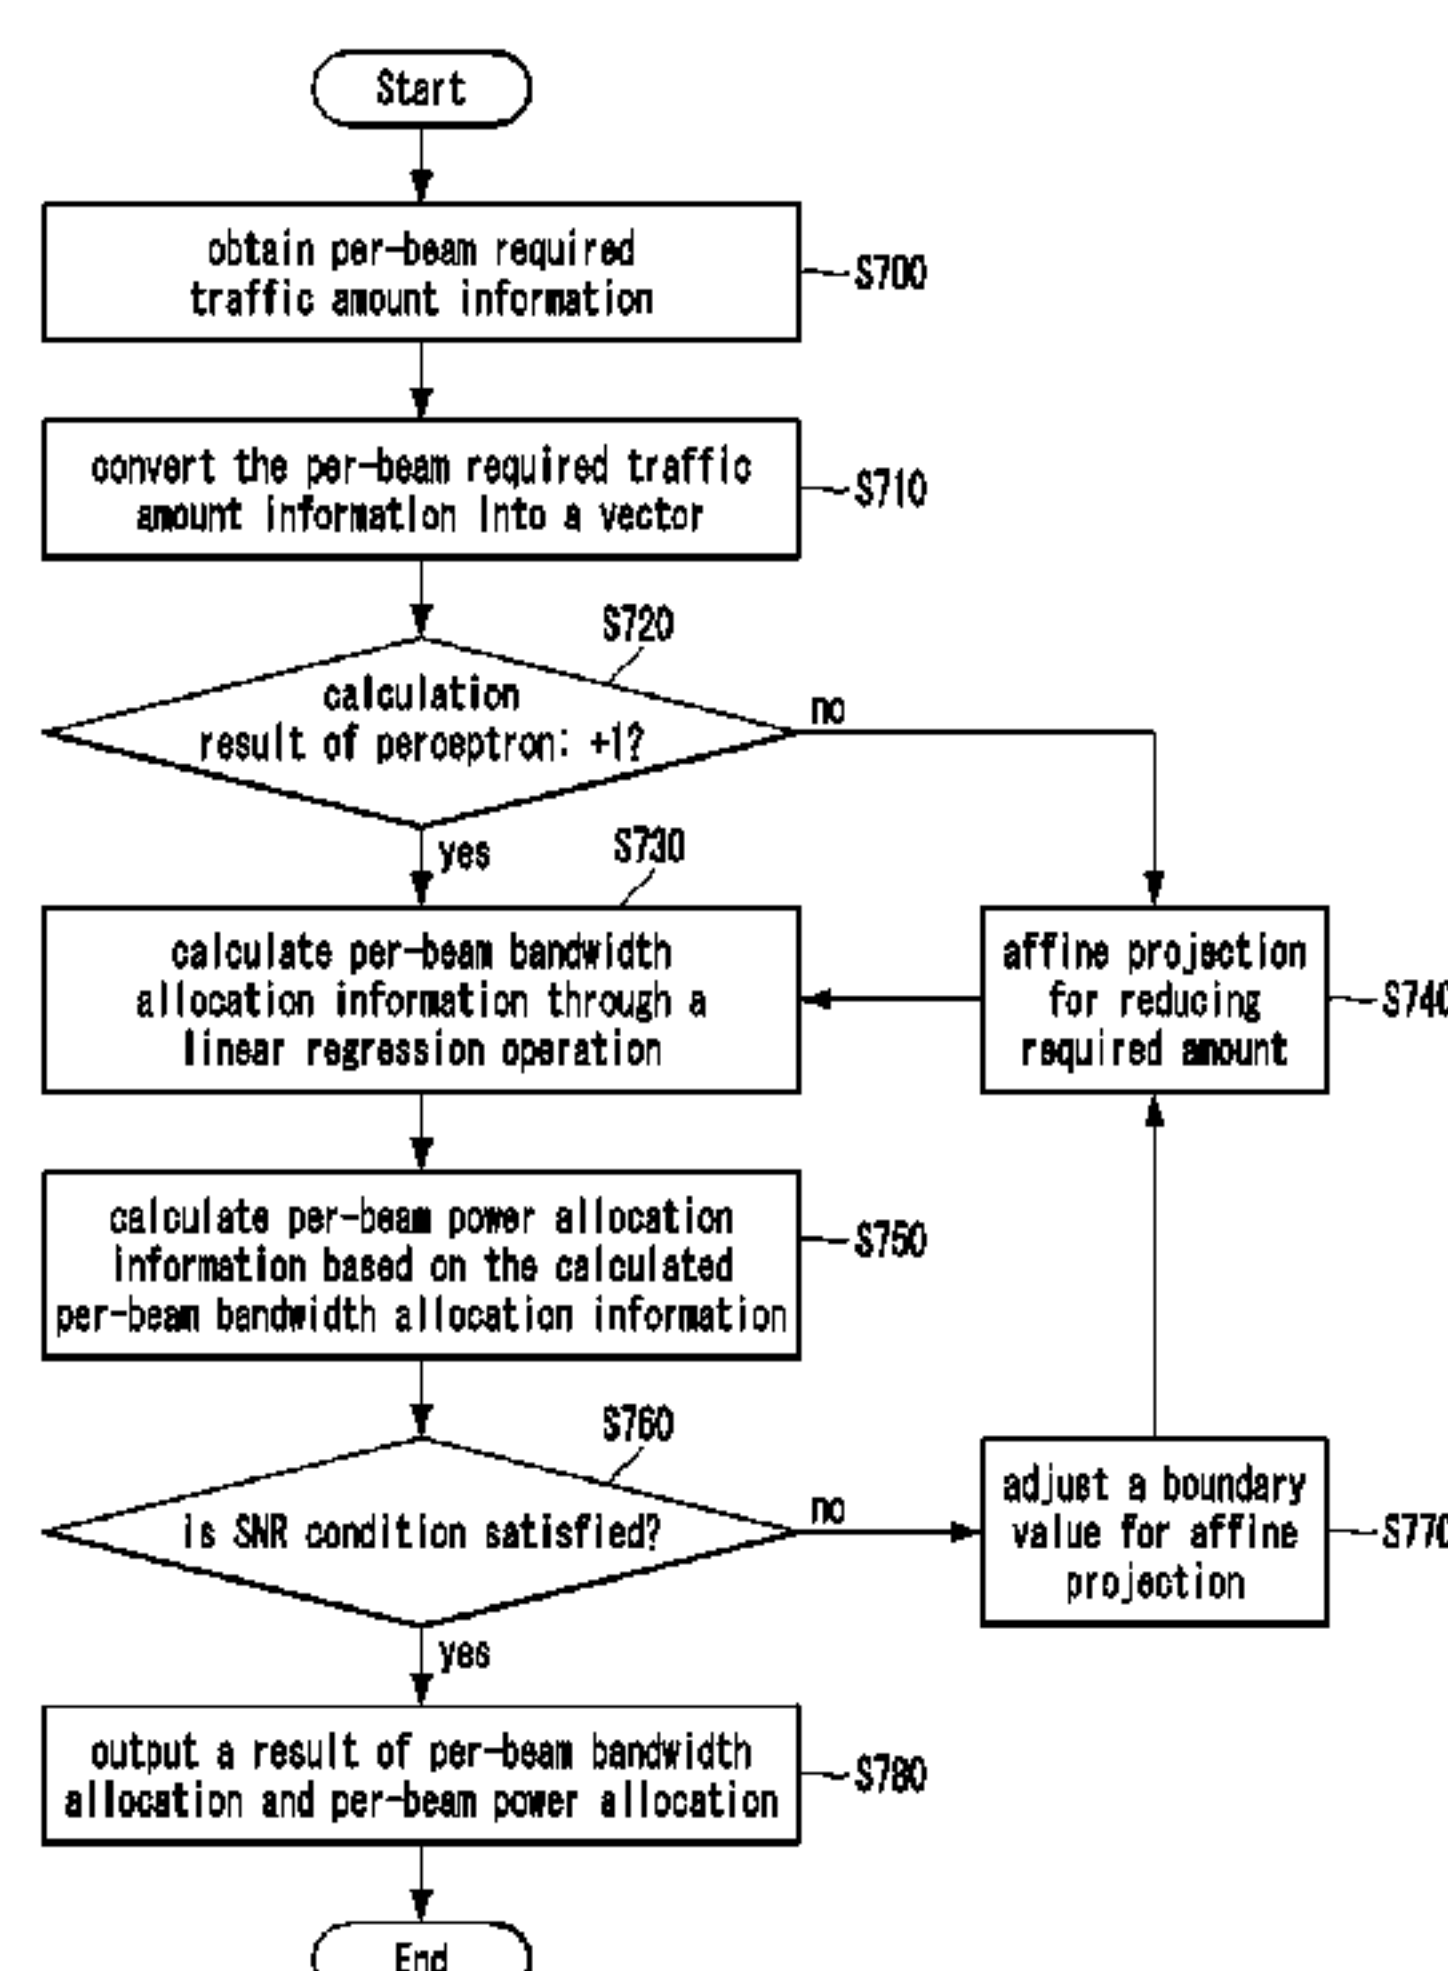 Start
obtain per-beam required
traffic amount information
S700
convert the per-beam required traffic
amount information into a vector
S710
S720
calculation
result of perceptron: +1?
no
yes
S730
calculate per-beam bandwidth
allocation information through a
linear regression operation
affine projection
for reducing
required amount
S740
calculate per-beam power allocation
information based on the calculated
per-beam bandwidth allocation information
S750
S760
is SNR condition satisfied?
no
yes
adjust a boundary
value for affine
projection
S770
output a result of per-beam bandwidth
allocation and per-beam power allocation
S780
End